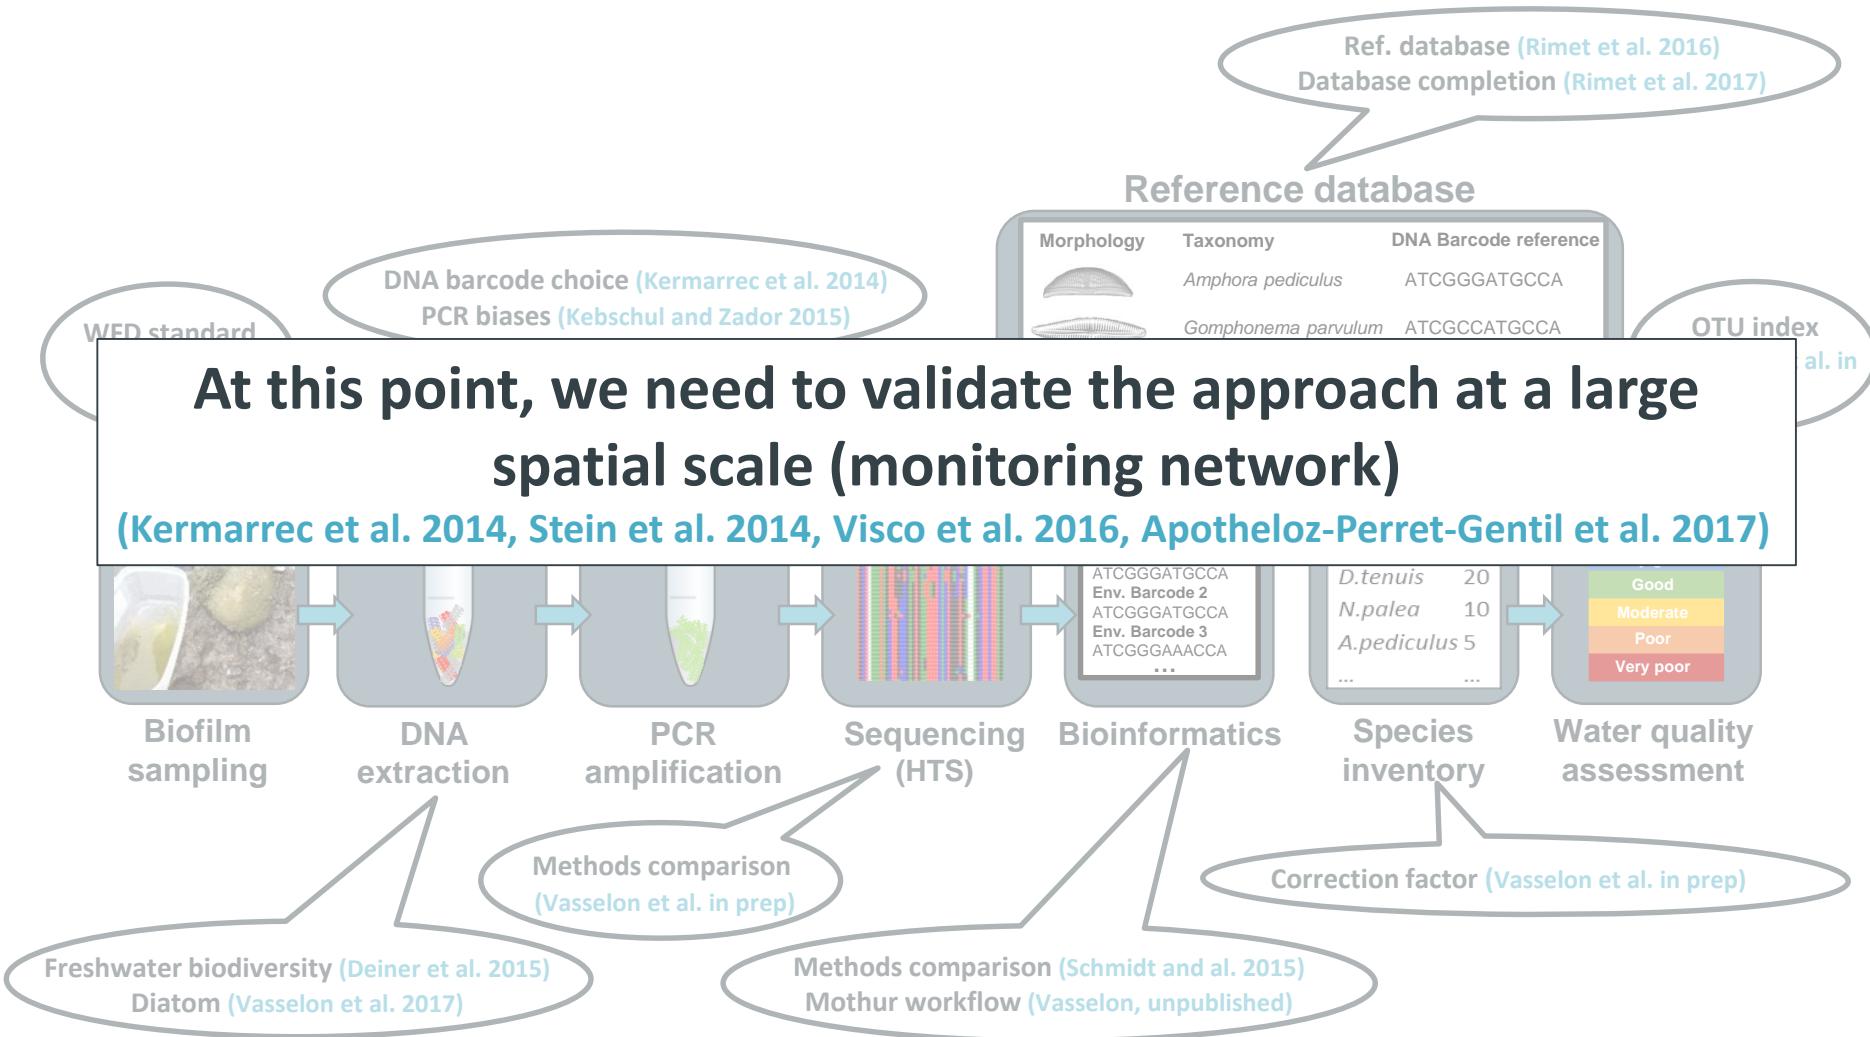 Ref. database (Rimet et al. 2016)
Database completion (Rimet et al. 2017)
Reference database
Morphology Taxonomy DNA Barcode reference
Amphora pediculus ATCGGGATGCCA
Gomphonema parvulum ATCGCCATGCCA
DNA barcode choice (Kermarrec et al. 2014)
PCR biases (Kebschul and Zador 2015)
WFD standard
OTU index
al. in
At this point, we need to validate the approach at a large
spatial scale (monitoring network)
(Kermarrec et al. 2014, Stein et al. 2014, Visco et al. 2016, Apotheloz-Perret-Gentil et al. 2017)
ATCGGGATGCCA
Env. Barcode 2
ATCGGGATGCCA
Env. Barcode 3
ATCGGGAAACCA
...
D.tenuis 20
N.palea 10
A.pediculus 5
... ...
Good
Moderate
Poor
Very poor
Biofilm
sampling
DNA
extraction
PCR
amplification
Sequencing
(HTS)
Bioinformatics
Species
inventory
Water quality
assessment
Methods comparison
(Vasselon et al. in prep)
Correction factor (Vasselon et al. in prep)
Freshwater biodiversity (Deiner et al. 2015)
Diatom (Vasselon et al. 2017)
Methods comparison (Schmidt and al. 2015)
Mothur workflow (Vasselon, unpublished)